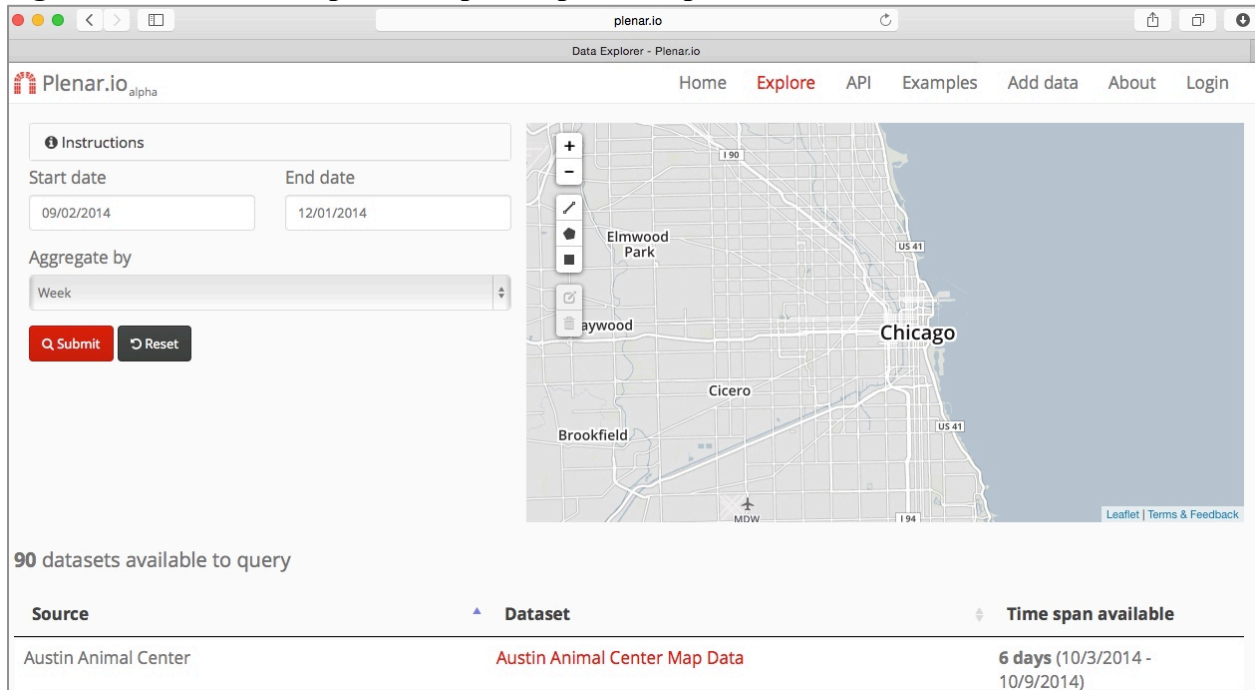 plenar.io
Data Explorer - Plenar.io
Plenar.io alpha
Home Explore API Examples Add data About Login
Instructions
Start date End date
09/02/2014 12/01/2014
Aggregate by
Week
Submit Reset
+
−
I 90
Elmwood
Park
US 41
aywood
Chicago
Cicero
Brookfield
US 41
MDW
I 94
Leaflet | Terms & Feedback
90 datasets available to query
Source Dataset Time span available
Austin Animal Center Austin Animal Center Map Data 6 days (10/3/2014 -
10/9/2014)